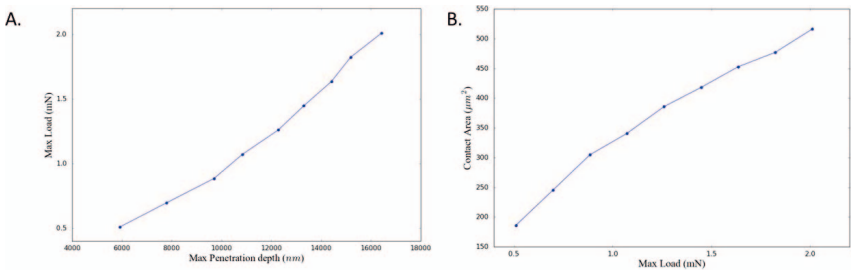 A.
2.0
1.5
1.0
0.5
Max Load (mN)
4000 6000 8000 10000 12000 14000 16000 18000
Max Penetration depth (nm)
B.
550
500
450
400
350
300
250
200
150
Contact Area (μm²)
0.5 1.0 1.5 2.0
Max Load (mN)